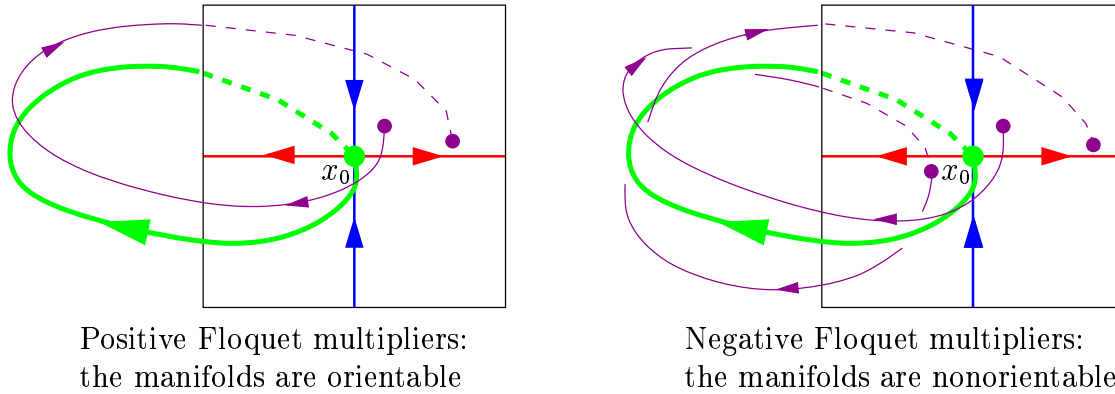 x₀
x₀
Positive Floquet multipliers:
the manifolds are orientable
Negative Floquet multipliers:
the manifolds are nonorientable